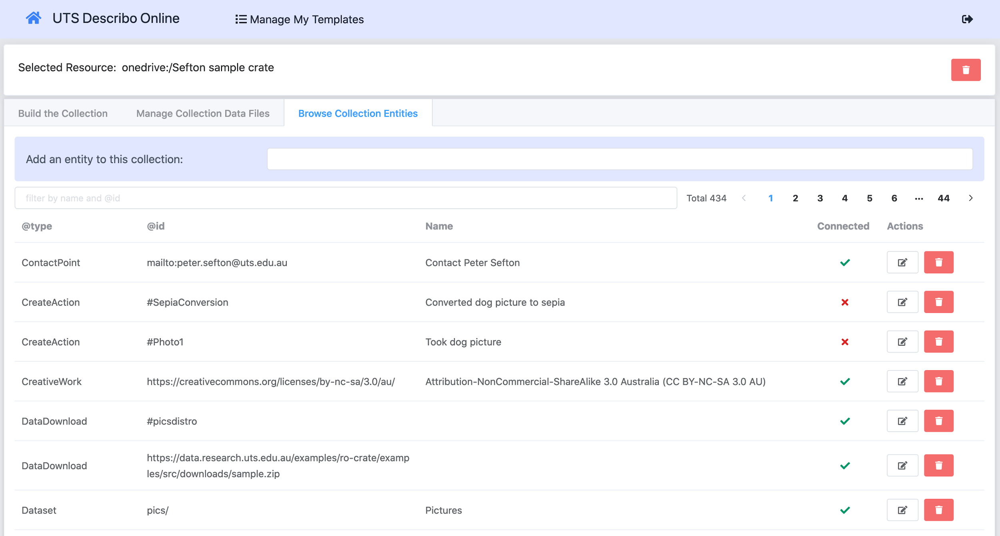 UTS Describo Online
Manage My Templates
Selected Resource: onedrive:/Sefton sample crate
Build the Collection
Manage Collection Data Files
Browse Collection Entities
Add an entity to this collection:
filter by name and @id
Total 434 1 2 3 4 5 6 ... 44
@type @id Name Connected Actions
ContactPoint mailto:peter.sefton@uts.edu.au Contact Peter Sefton
CreateAction #SepiaConversion Converted dog picture to sepia
CreateAction #Photo1 Took dog picture
CreativeWork https://creativecommons.org/licenses/by-nc-sa/3.0/au/ Attribution-NonCommercial-ShareAlike 3.0 Australia (CC BY-NC-SA 3.0 AU)
DataDownload #picsdistro
DataDownload https://data.research.uts.edu.au/examples/ro-crate/examp
les/src/downloads/sample.zip
Dataset pics/ Pictures